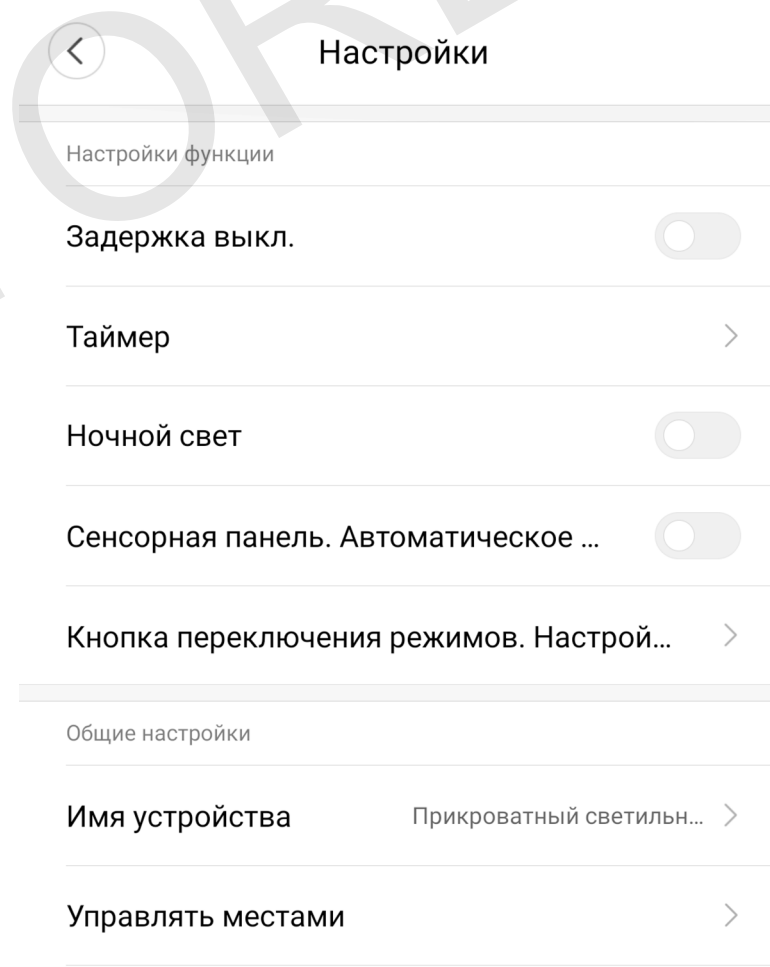 Настройки
Настройки функции
Задержка выкл.
Таймер
Ночной свет
Сенсорная панель. Автоматическое ...
Кнопка переключения режимов. Настрой...
Общие настройки
Имя устройства Прикроватный светильн...
Управлять местами